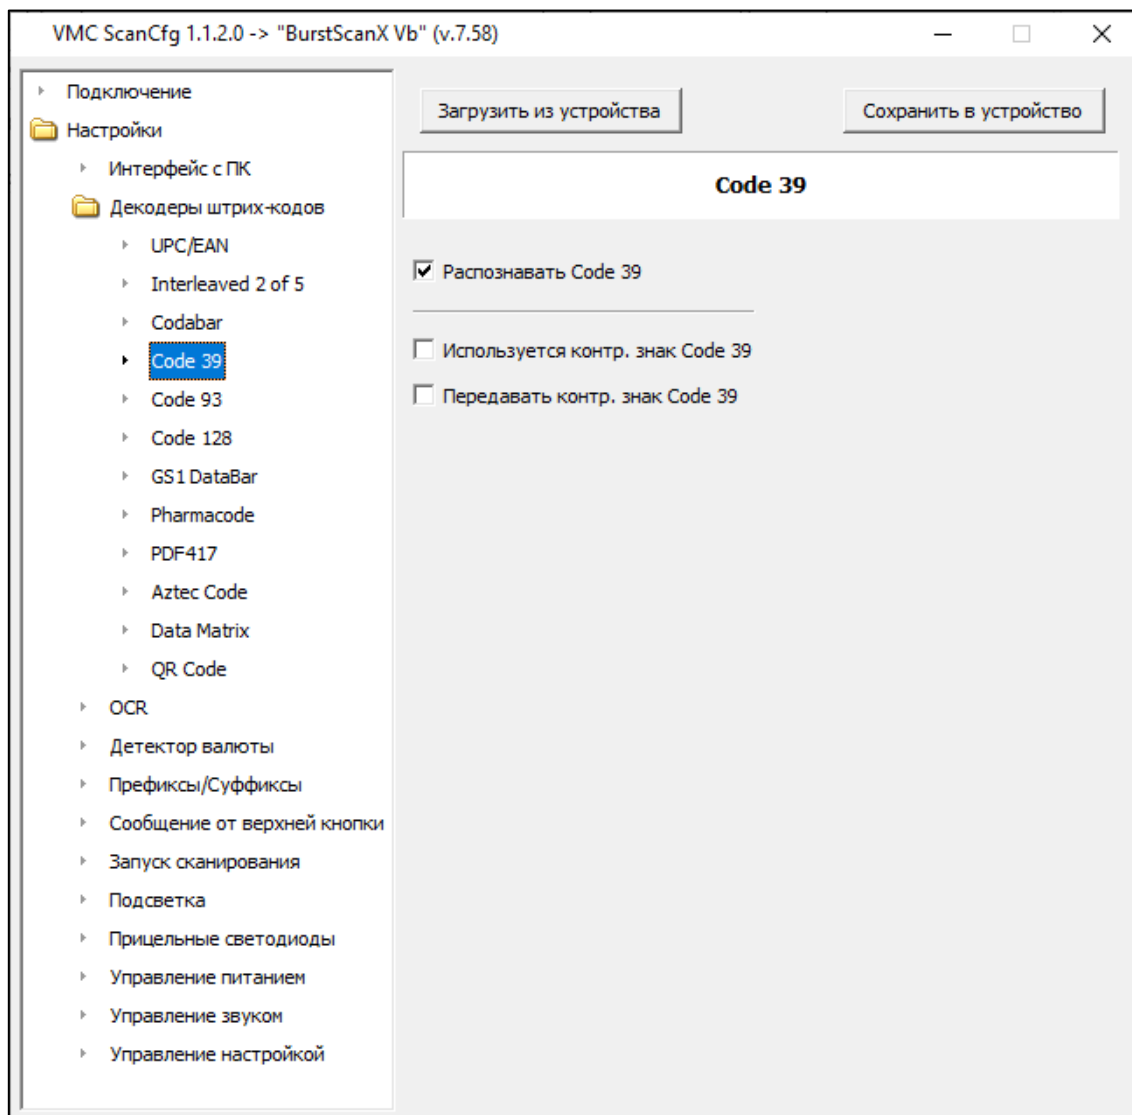 VMC ScanCfg 1.1.2.0 -> "BurstScanX Vb" (v.7.58)
Подключение
Настройки
Интерфейс с ПК
Декодеры штрих-кодов
UPC/EAN
Interleaved 2 of 5
Codabar
Code 39
Code 93
Code 128
GS1 DataBar
Pharmacode
PDF417
Aztec Code
Data Matrix
QR Code
OCR
Детектор валюты
Префиксы/Суффиксы
Сообщение от верхней кнопки
Запуск сканирования
Подсветка
Прицельные светодиоды
Управление питанием
Управление звуком
Управление настройкой
Загрузить из устройства
Сохранить в устройство
Code 39
Распознавать Code 39
Используется контр. знак Code 39
Передавать контр. знак Code 39